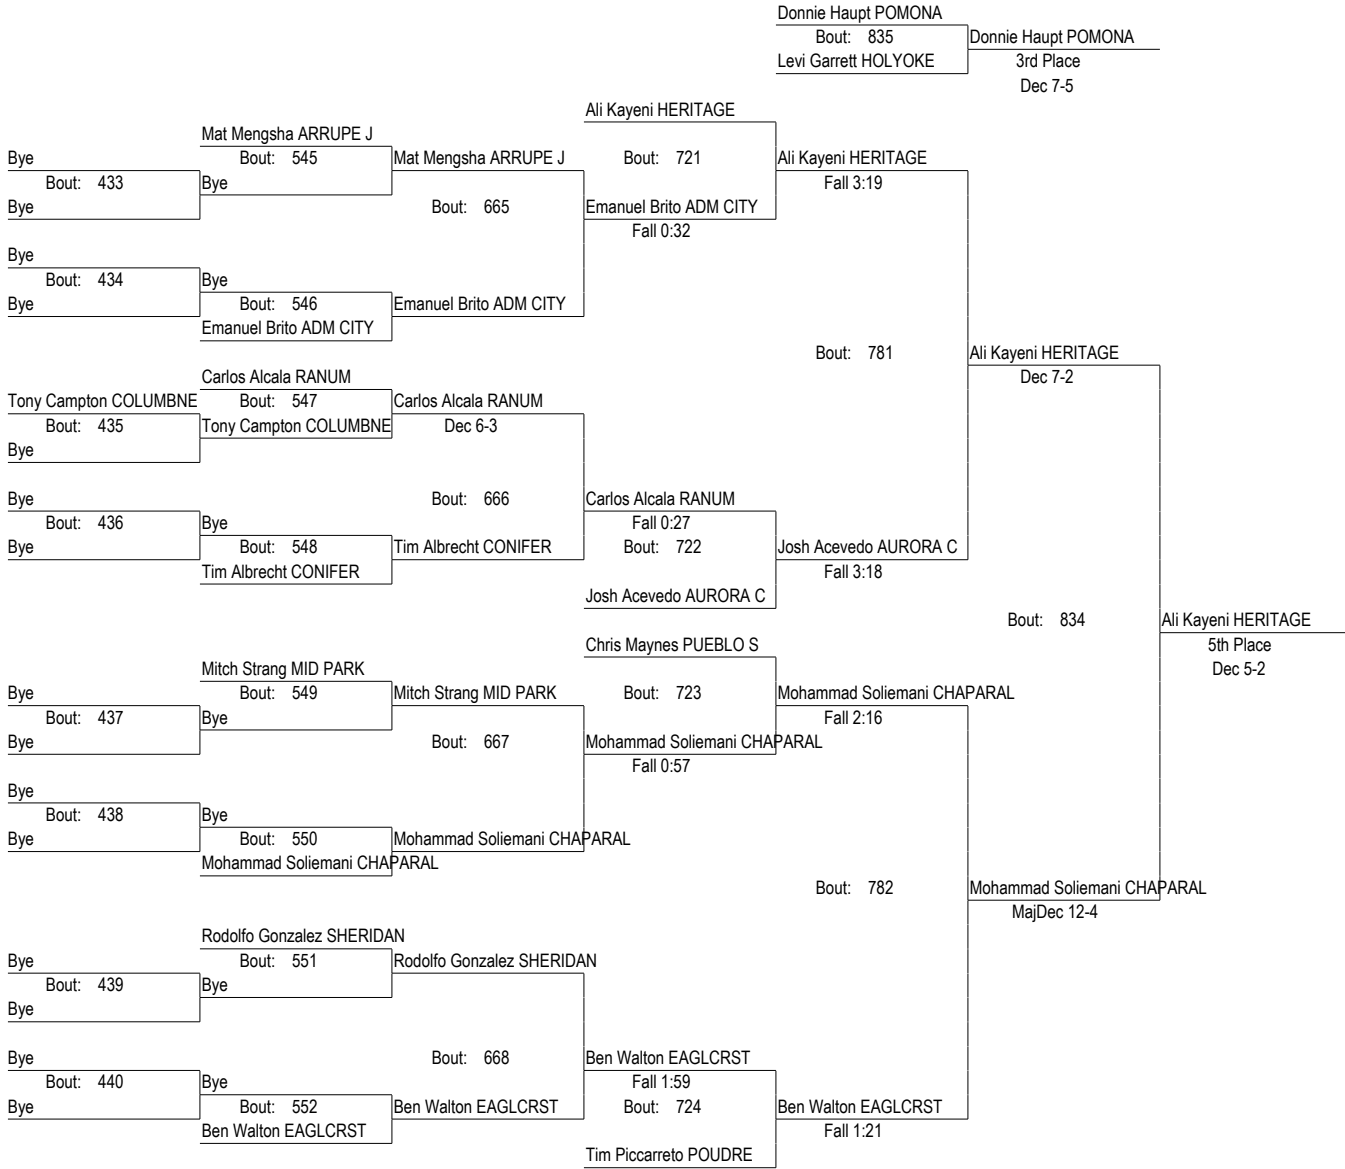 Donnie Haupt POMONA
Bout: 835 Donnie Haupt POMONA
Levi Garrett HOLYOKE 3rd Place
Dec 7-5
Ali Kayeni HERITAGE
Mat Mengsha ARRUPE J
Bye Bout: 545 Mat Mengsha ARRUPE J Bout: 721 Ali Kayeni HERITAGE
Bout: 433 Bye Fall 3:19
Bye Bout: 665 Emanuel Brito ADM CITY
Fall 0:32
Bye
Bout: 434 Bye
Bye Bout: 546 Emanuel Brito ADM CITY
Emanuel Brito ADM CITY
Bout: 781 Ali Kayeni HERITAGE
Carlos Alcala RANUM Dec 7-2
Tony Campton COLUMBNE Bout: 547 Carlos Alcala RANUM
Bout: 435 Tony Campton COLUMBNE Dec 6-3
Bye
Bye Bout: 666 Carlos Alcala RANUM
Bout: 436 Bye Fall 0:27
Bye Bout: 548 Tim Albrecht CONIFER Bout: 722 Josh Acevedo AURORA C
Tim Albrecht CONIFER Fall 3:18
Josh Acevedo AURORA C
Bout: 834 Ali Kayeni HERITAGE
Chris Maynes PUEBLO S 5th Place
Mitch Strang MID PARK Dec 5-2
Bye Bout: 549 Mitch Strang MID PARK Bout: 723 Mohammad Soliemani CHAPARAL
Bout: 437 Bye Fall 2:16
Bye Bout: 667 Mohammad Soliemani CHAPARAL
Fall 0:57
Bye
Bout: 438 Bye
Bye Bout: 550 Mohammad Soliemani CHAPARAL
Mohammad Soliemani CHAPARAL
Bout: 782 Mohammad Soliemani CHAPARAL
MajDec 12-4
Rodolfo Gonzalez SHERIDAN
Bye Bout: 551 Rodolfo Gonzalez SHERIDAN
Bout: 439 Bye
Bye
Bye Bout: 668 Ben Walton EAGLCRST
Bout: 440 Bye Fall 1:59
Bye Bout: 552 Ben Walton EAGLCRST Bout: 724 Ben Walton EAGLCRST
Ben Walton EAGLCRST Fall 1:21
Tim Piccarreto POUDRE